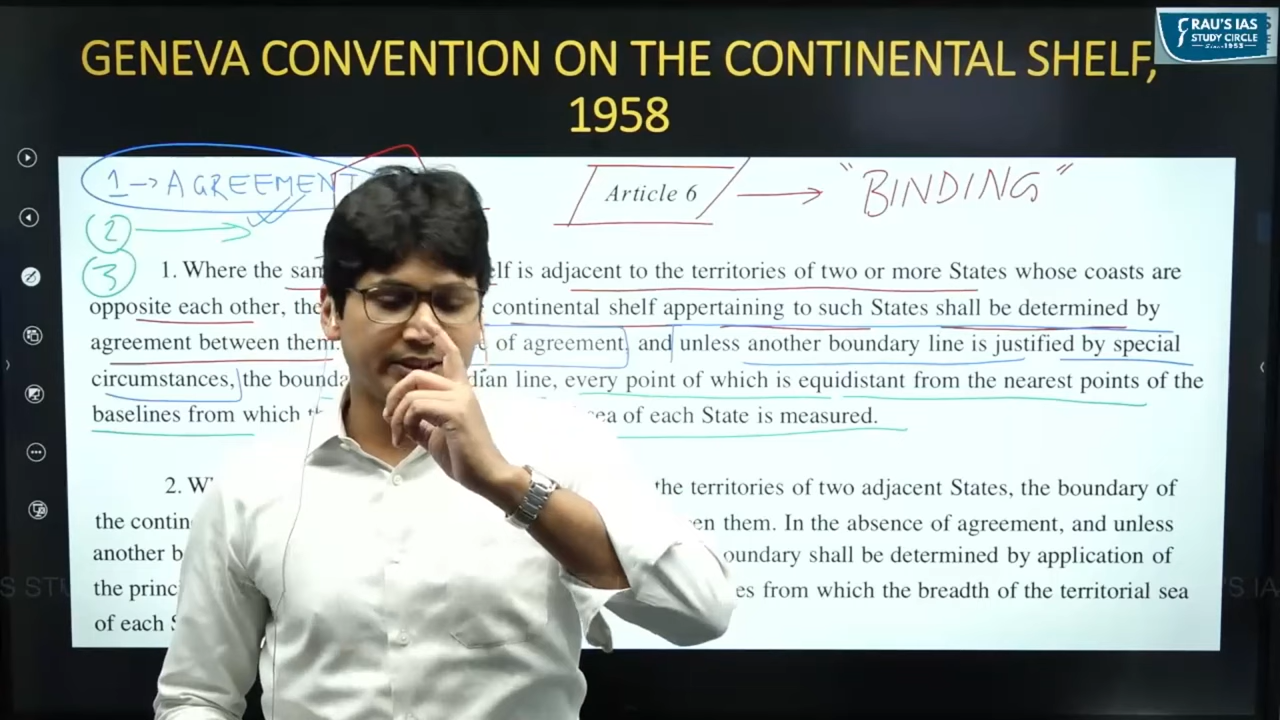 RAU'S IAS
STUDY CIRCLE
Since 1953
GENEVA CONVENTION ON THE CONTINENTAL SHELF,
1958
1 → AGREEMENT
Article 6 → "BINDING"
2 →
3
1. Where the elf is adjacent to the territories of two or more States whose coasts are
opposite each other, the continental shelf appertaining to such States shall be determined by
agreement between them. of agreement, and unless another boundary line is justified by special
circumstances, the bounda dian line, every point of which is equidistant from the nearest points of the
baselines from which ea of each State is measured.
2. W the territories of two adjacent States, the boundary of
the contin en them. In the absence of agreement, and unless
another b oundary shall be determined by application of
the princ es from which the breadth of the territorial sea
of each
S STU
S IA